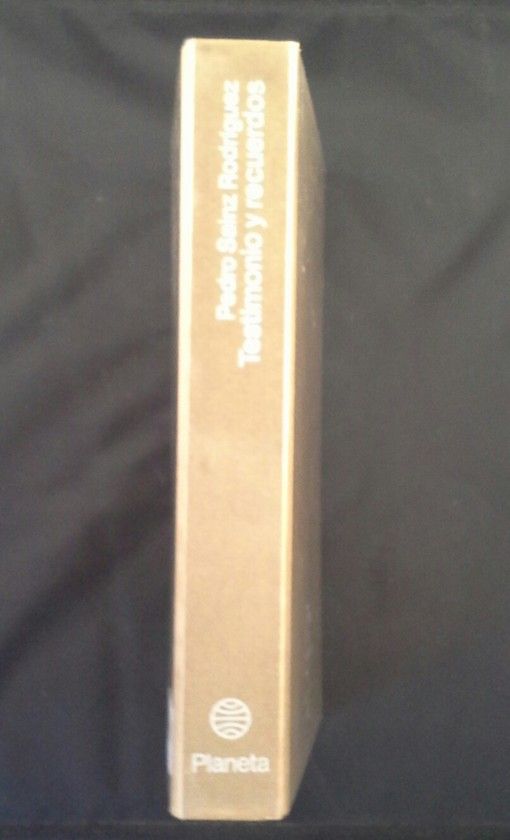 Pedro Sainz Rodríguez
Testimonio y recuerdos
Planeta